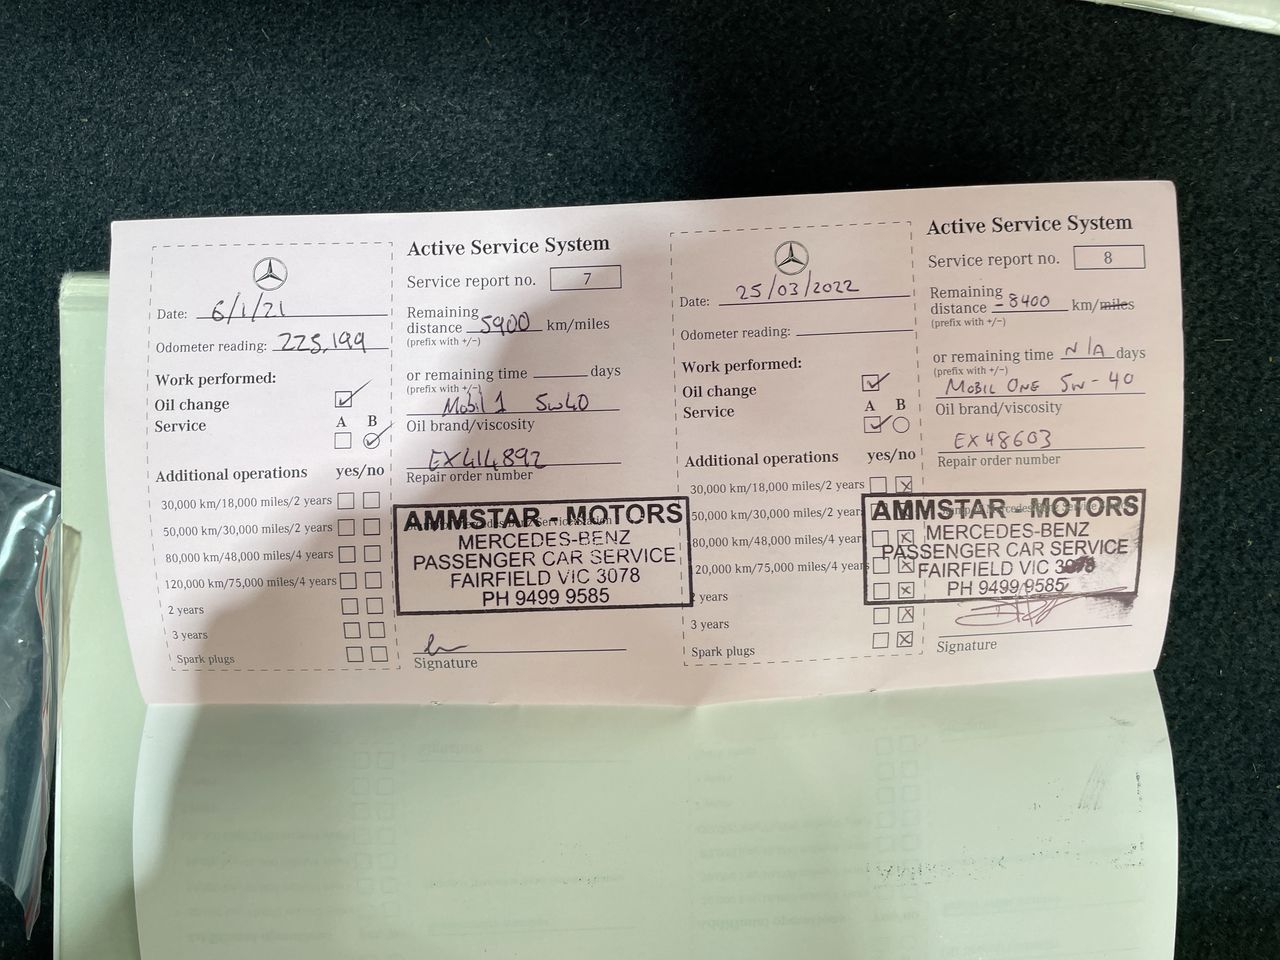 Active Service System
Service report no. 7
Date: 6/1/21
Odometer reading: 225,199
Remaining
distance 5900 km/miles
(prefix with +/−)
or remaining time days
(prefix with +/−)
Work performed:
Oil change
Service A B
Mobil 1 5w40
Oil brand/viscosity
EX414892
Repair order number
Additional operations yes/no
30,000 km/18,000 miles/2 years
50,000 km/30,000 miles/2 years
80,000 km/48,000 miles/4 years
120,000 km/75,000 miles/4 years
2 years
3 years
Spark plugs
AMMSTAR - MOTORS
MERCEDES-BENZ
PASSENGER CAR SERVICE
FAIRFIELD VIC 3078
PH 9499 9585
Signature
Active Service System
Service report no. 8
Date: 25/03/2022
Odometer reading:
Remaining
distance -8400 km/miles
(prefix with +/−)
or remaining time N/A days
(prefix with +/−)
Work performed:
Oil change
Service A B
MOBIL ONE 5W-40
Oil brand/viscosity
EX48603
Repair order number
Additional operations yes/no
30,000 km/18,000 miles/2 years
50,000 km/30,000 miles/2
80,000 km/48,000 miles/4 years
20,000 km/75,000 miles/4 years
years
3 years
Spark plugs
AMMSTAR - MOTORS
MERCEDES-BENZ
PASSENGER CAR SERVICE
FAIRFIELD VIC 3078
PH 9499 9585
Signature